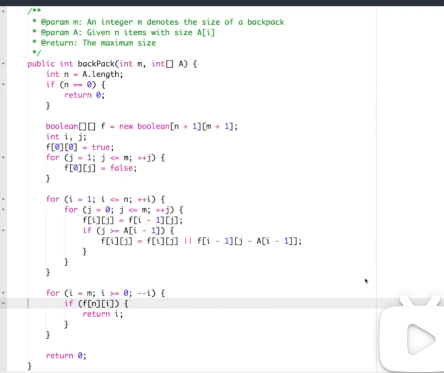 /**
* @param m: An integer m denotes the size of a backpack
* @param A: Given n items with size A[i]
* @return: The maximum size
*/
public int backPack(int m, int[] A) {
int n = A.length;
if (n == 0) {
return 0;
}
boolean[][] f = new boolean[n + 1][m + 1];
int i, j;
f[0][0] = true;
for (j = 1; j <= m; ++j) {
f[0][j] = false;
}
for (i = 1; i <= n; ++i) {
for (j = 0; j <= m; ++j) {
f[i][j] = f[i - 1][j];
if (j >= A[i - 1]) {
f[i][j] = f[i][j] || f[i - 1][j - A[i - 1]];
}
}
}
for (i = m; i >= 0; --i) {
if (f[n][i]) {
return i;
}
}
return 0;
}